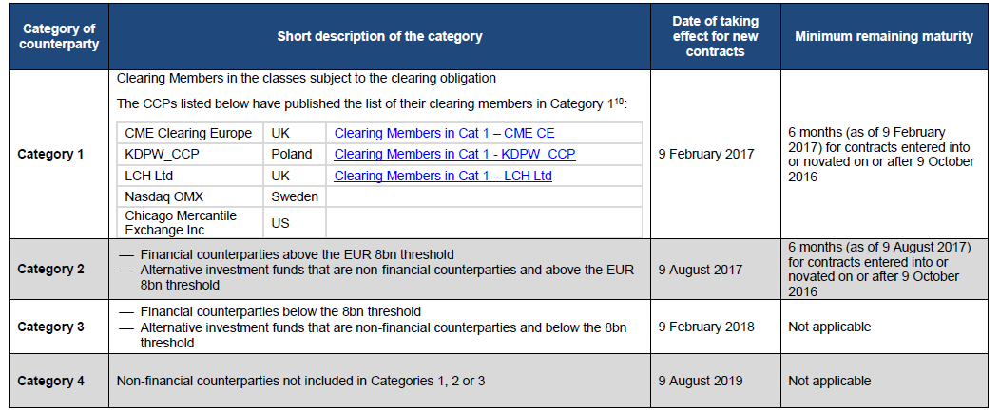 Category of
counterparty
Short description of the category
Date of taking
effect for new
contracts
Minimum remaining maturity
Category 1
Clearing Members in the classes subject to the clearing obligation
The CCPs listed below have published the list of their clearing members in Category 1¹⁰:
CME Clearing Europe UK Clearing Members in Cat 1 – CME CE
KDPW_CCP Poland Clearing Members in Cat 1 - KDPW_CCP
LCH Ltd UK Clearing Members in Cat 1 – LCH Ltd
Nasdaq OMX Sweden
Chicago Mercantile
Exchange Inc
US
9 February 2017
6 months (as of 9 February
2017) for contracts entered into
or novated on or after 9 October
2016
Category 2
— Financial counterparties above the EUR 8bn threshold
— Alternative investment funds that are non-financial counterparties and above the EUR
8bn threshold
9 August 2017
6 months (as of 9 August 2017)
for contracts entered into or
novated on or after 9 October
2016
Category 3
— Financial counterparties below the 8bn threshold
— Alternative investment funds that are non-financial counterparties and below the 8bn
threshold
9 February 2018
Not applicable
Category 4
Non-financial counterparties not included in Categories 1, 2 or 3
9 August 2019
Not applicable